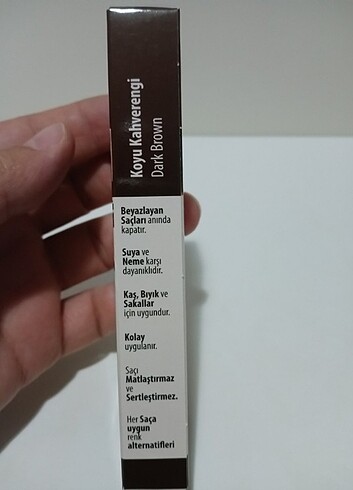 Koyu Kahverengi
Dark Brown
Beyazlayan
Saçları anında
kapatır.
Suya ve
Neme karşı
dayanıklıdır.
Kaş, Bıyık ve
Sakallar
için uygundur.
Kolay
uygulanır.
Saçı
Matlaştırmaz
ve
Sertleştirmez.
Her Saça
uygun
renk
alternatifleri